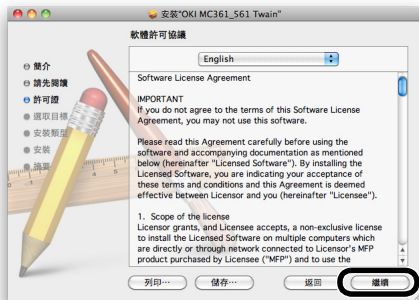 安裝"OKI MC361_561 Twain"
軟體許可協議
簡介
請先閱讀
許可證
選取目標
安裝類型
安裝
摘要
English
Software License Agreement
IMPORTANT
If you do not agree to the terms of this Software License
Agreement, you may not use this software.
Please read this Agreement carefully before using the
software and accompanying documentation as mentioned
below (hereinafter "Licensed Software"). By installing the
Licensed Software, you are indicating your acceptance of
these terms and conditions and this Agreement is deemed
effective between Licensor and you (hereinafter "Licensee").
1. Scope of the license
Licensor grants, and Licensee accepts, a non-exclusive license
to install the Licensed Software on multiple computers which
are directly or through network connected to Licensor's MFP
product purchased by Licensee ("MFP") and to use the
列印⋯ 儲存⋯ 返回 繼續